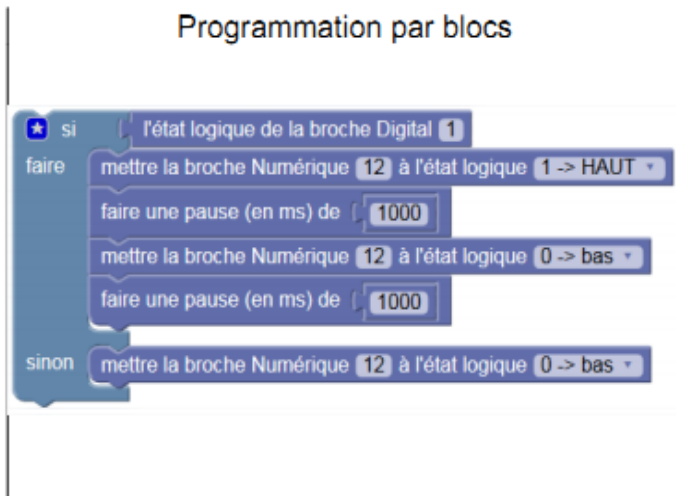 Programmation par blocs
si l'état logique de la broche Digital 1
faire mettre la broche Numérique 12 à l'état logique 1 -> HAUT
faire une pause (en ms) de 1000
mettre la broche Numérique 12 à l'état logique 0 -> bas
faire une pause (en ms) de 1000
sinon mettre la broche Numérique 12 à l'état logique 0 -> bas